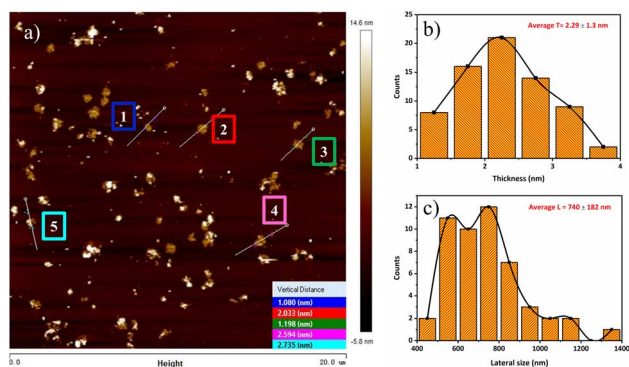 a)
14.6 nm
1
2
3
4
5
Vertical Distance
1.080 (nm)
2.033 (nm)
1.198 (nm)
2.594 (nm)
2.735 (nm)
-5.8 nm
0.0
Height
20.0
b)
Average T= 2.29 ± 1.3 nm
Counts
25
20
15
10
5
0
1
2
3
4
Thickness (nm)
c)
Average L = 740 ± 182 nm
Counts
12
10
8
6
4
2
0
400
600
800
1000
1200
1400
Lateral size (nm)